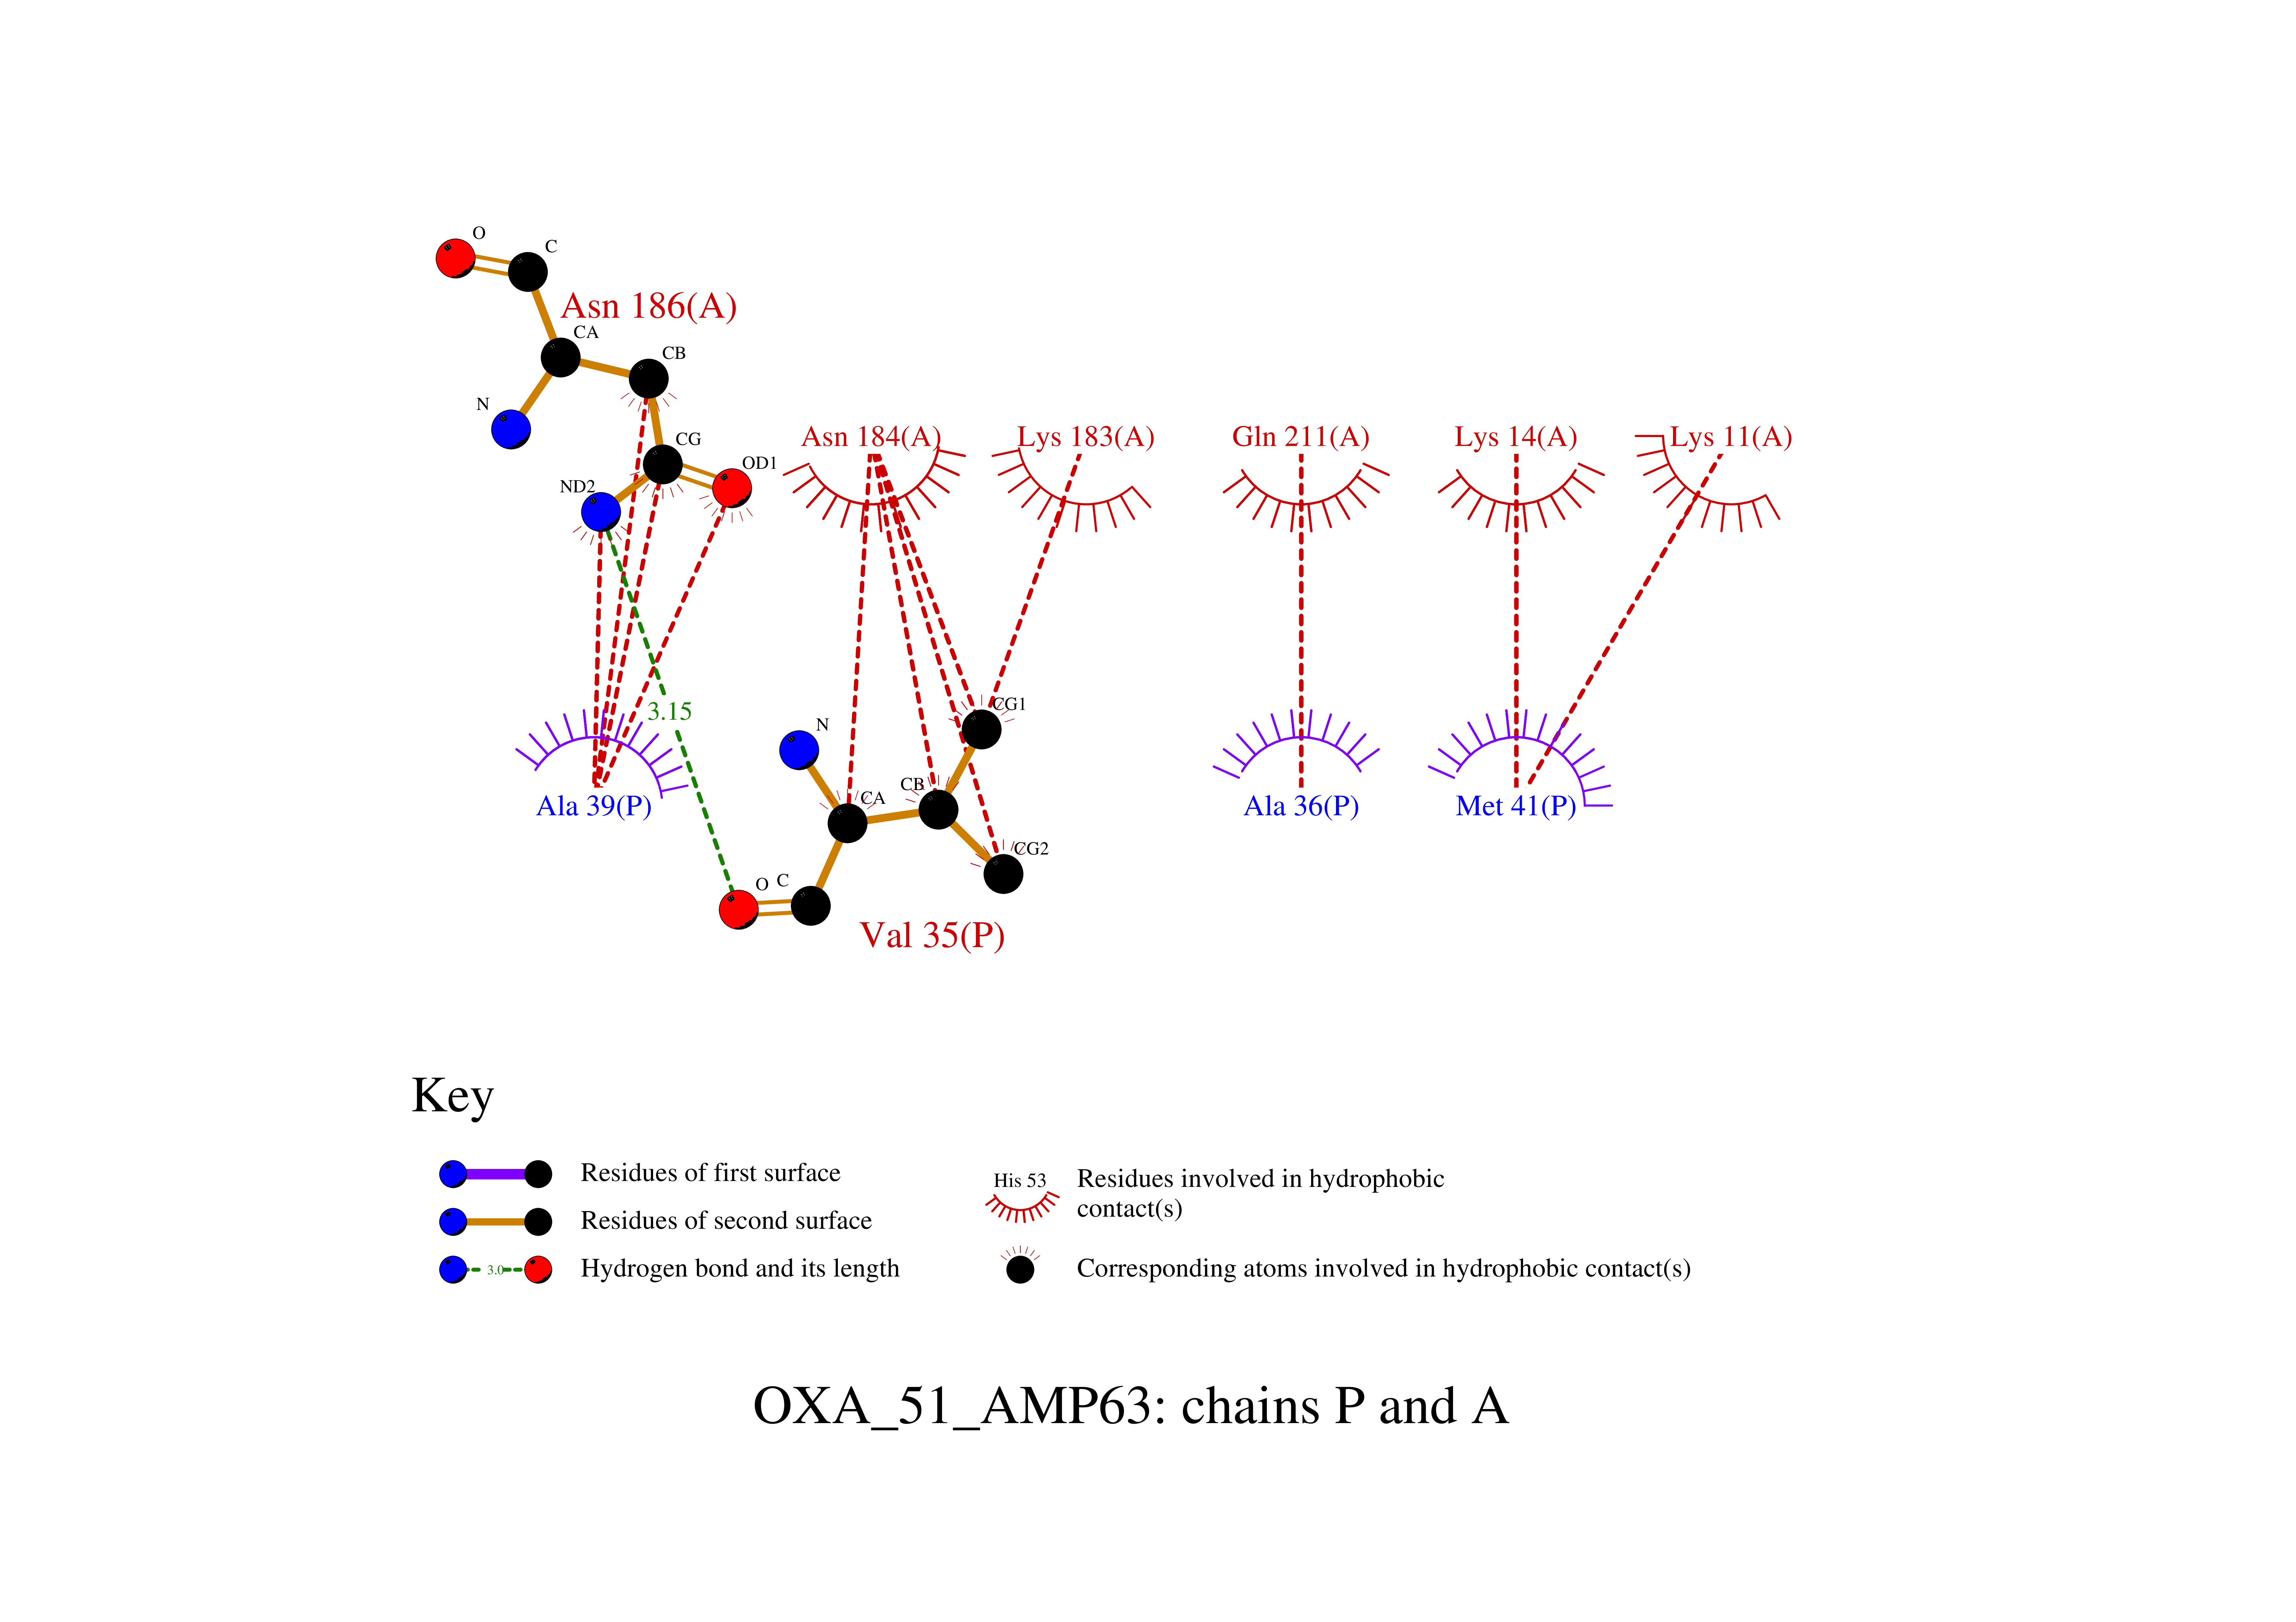 O
C
Asn 186(A)
CA
CB
N
CG
Asn 184(A)
Lys 183(A)
Gln 211(A)
Lys 14(A)
Lys 11(A)
OD1
ND2
CG1
3.15
N
CB
CA
Ala 39(P)
Ala 36(P)
Met 41(P)
CG2
O
C
Val 35(P)
Key
Residues of first surface
Residues of second surface
3.0
Hydrogen bond and its length
His 53
Residues involved in hydrophobic
contact(s)
Corresponding atoms involved in hydrophobic contact(s)
OXA_51_AMP63: chains P and A